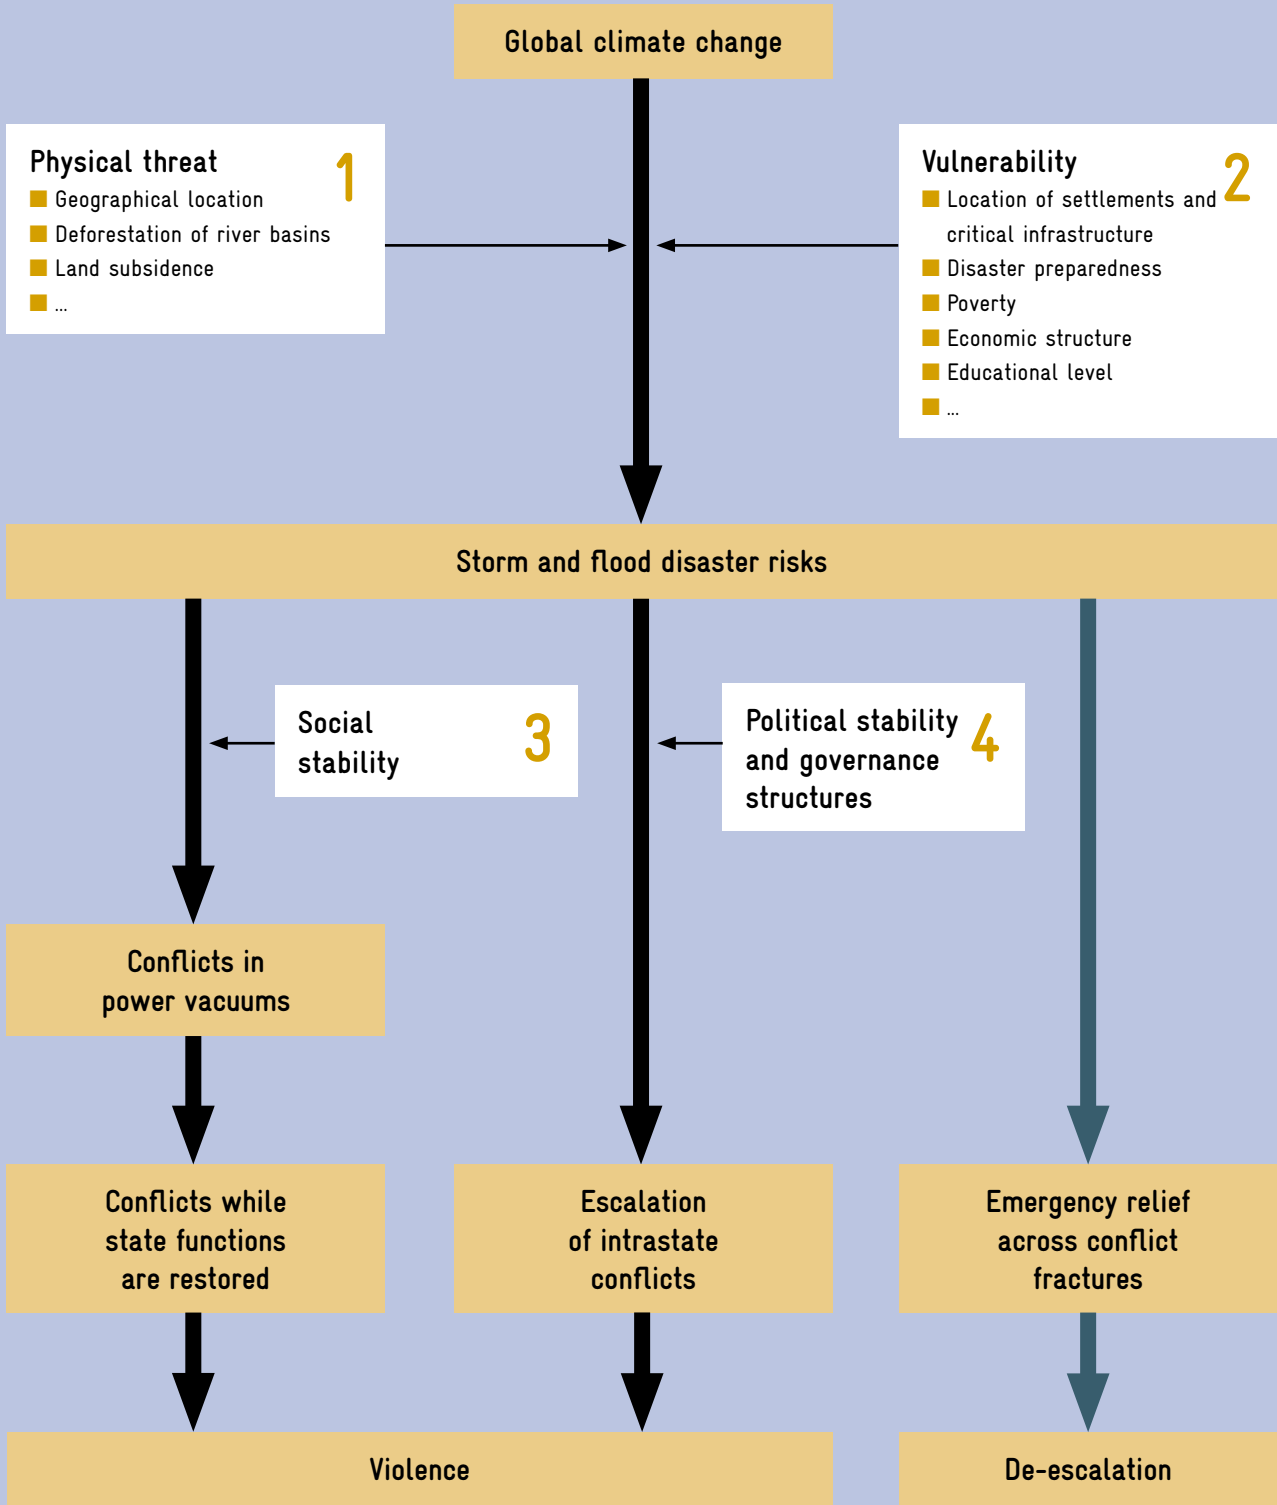 Global climate change
Physical threat
1
Geographical location
Deforestation of river basins
Land subsidence
...
Vulnerability
2
Location of settlements and
critical infrastructure
Disaster preparedness
Poverty
Economic structure
Educational level
...
Storm and flood disaster risks
Social
stability
3
Political stability
and governance
structures
4
Conflicts in
power vacuums
Conflicts while
state functions
are restored
Escalation
of intrastate
conflicts
Emergency relief
across conflict
fractures
Violence
De-escalation